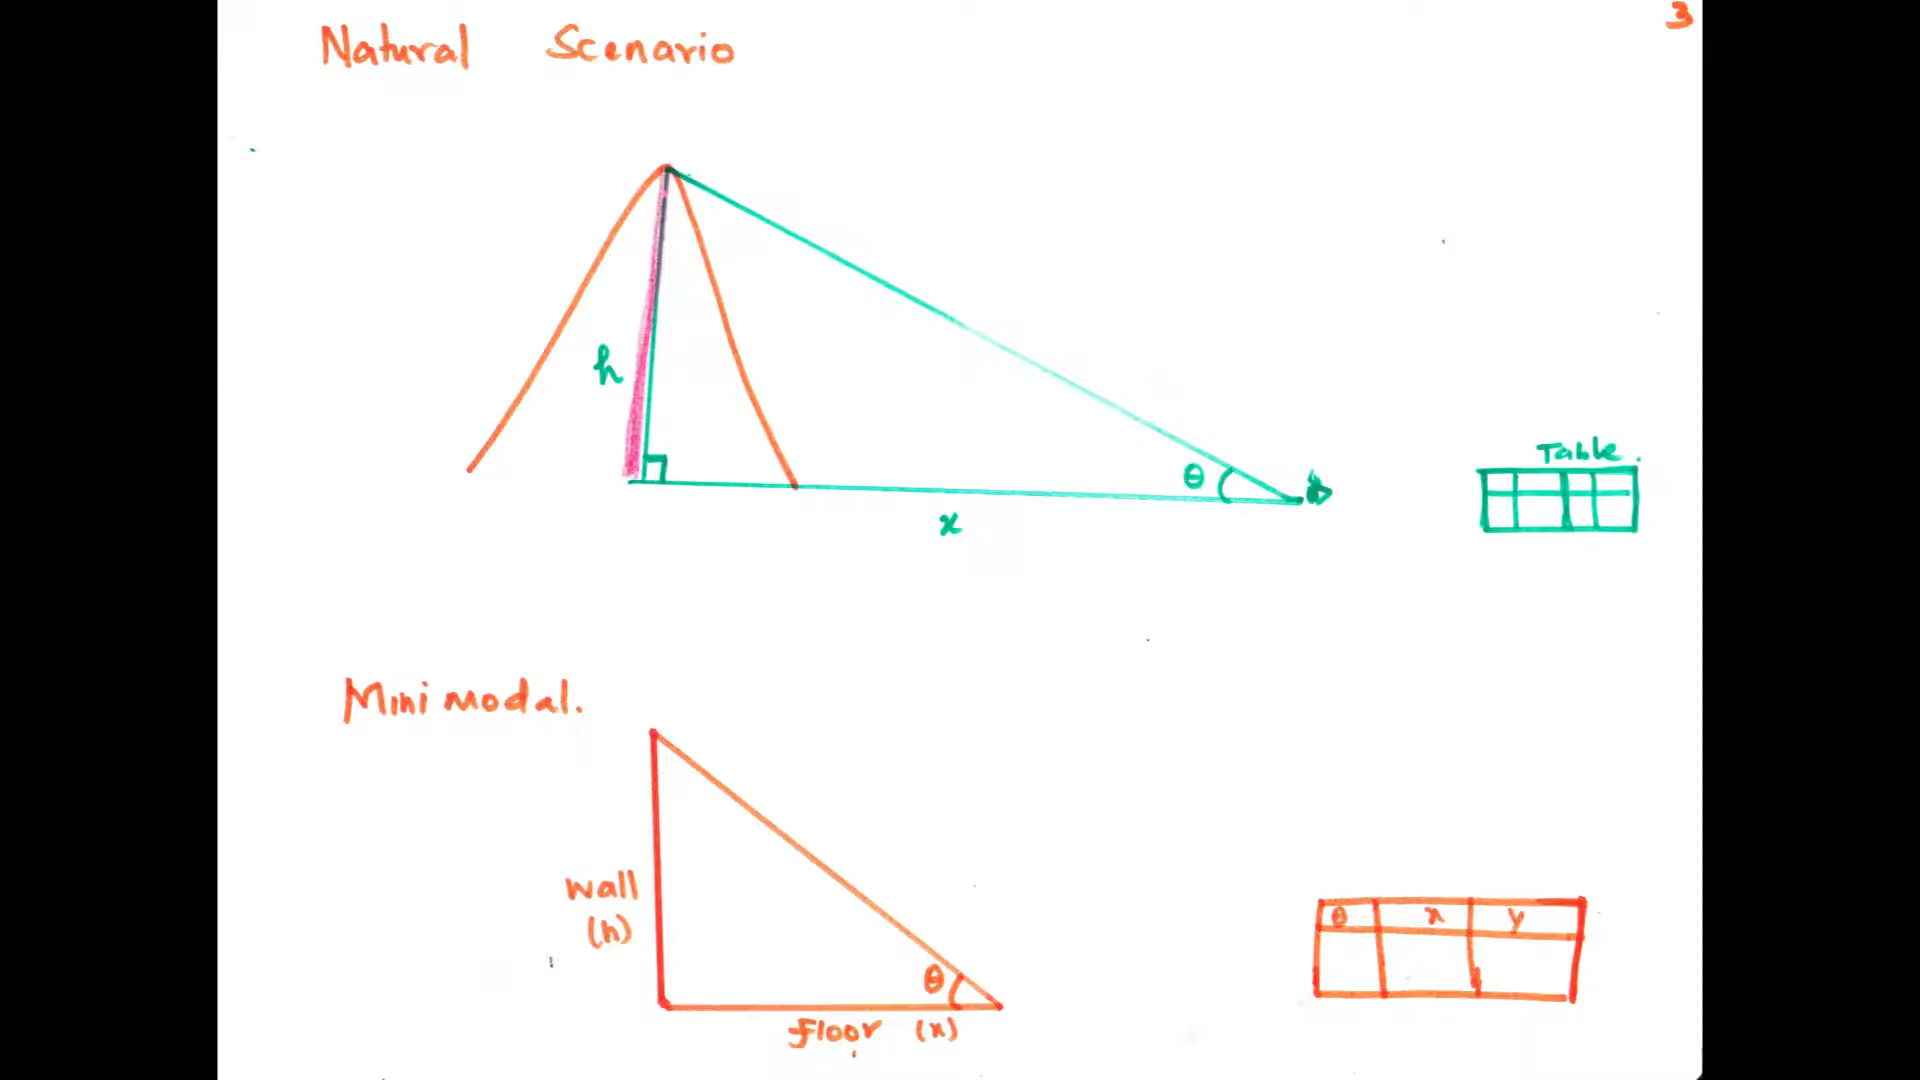 3
Natural Scenario
h
θ
x
Table.
Mini modal.
wall
(h)
θ
floor (x)
θ x y